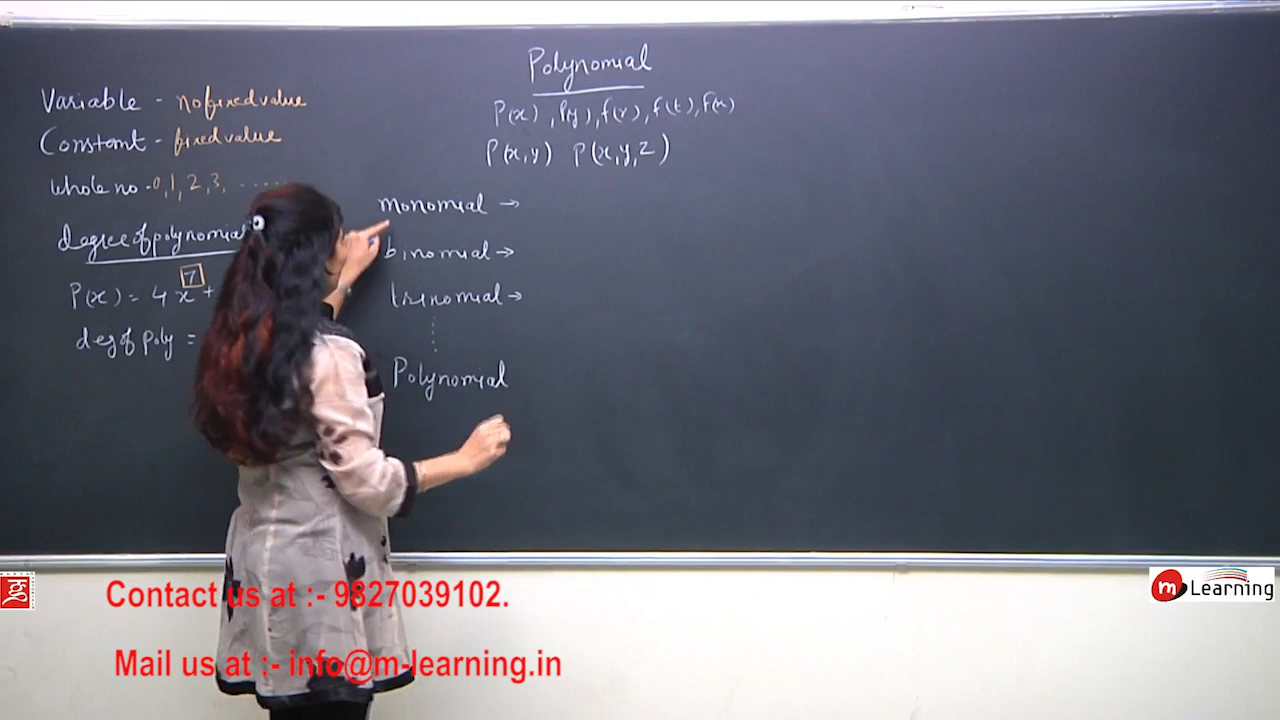 Polynomial
P(x), P(y), f(r), f(t), f(x)
P(x,y) P(x,y,z)
Variable - no fixed value
Constant - fixed value
whole no - 0, 1, 2, 3, ......
degree of polynomial
P(x) = 4x^7 +
deg of poly =
monomial →
binomial →
trinomial →
Polynomial
Contact us at :- 9827039102.
Mail us at :- info@m-learning.in
m Learning